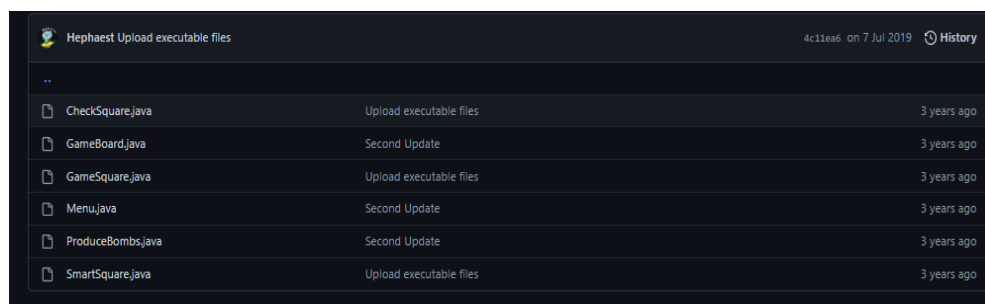 Hephaest Upload executable files 4c11ea6 on 7 Jul 2019 History
..
CheckSquare.java Upload executable files 3 years ago
GameBoard.java Second Update 3 years ago
GameSquare.java Upload executable files 3 years ago
Menu.java Second Update 3 years ago
ProduceBombs.java Second Update 3 years ago
SmartSquare.java Upload executable files 3 years ago